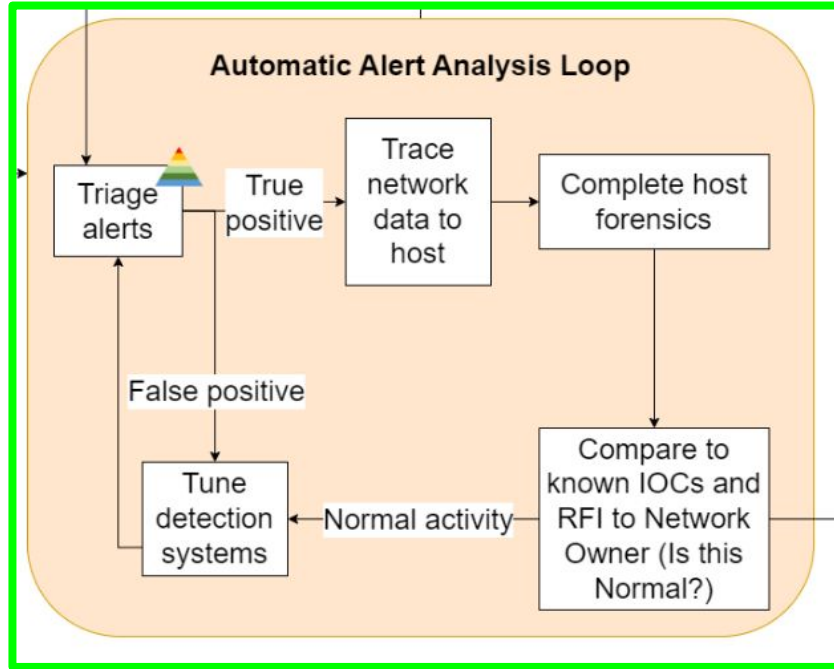 Automatic Alert Analysis Loop
Triage
alerts
True
positive
Trace
network
data to
host
Complete host
forensics
False positive
Tune
detection
systems
Normal activity
Compare to
known IOCs and
RFI to Network
Owner (Is this
Normal?)